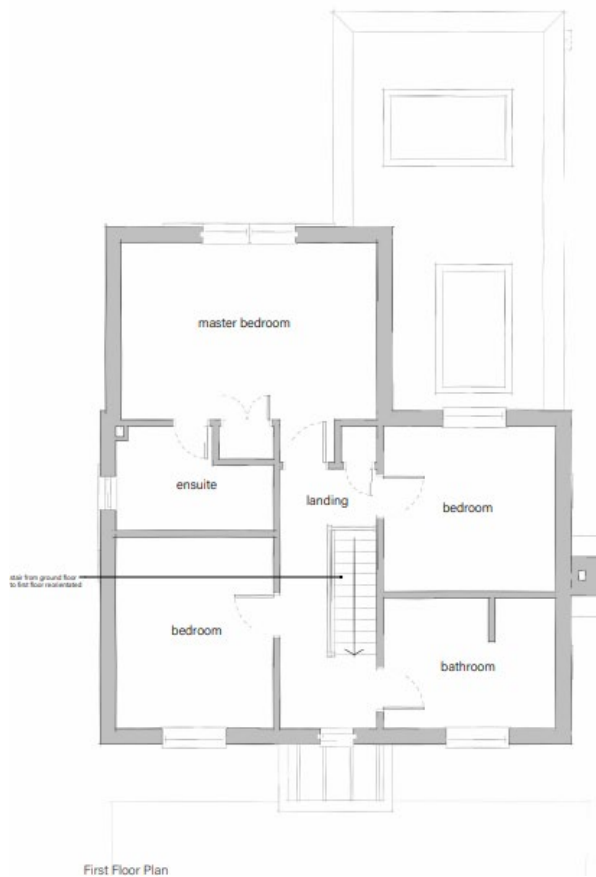 master bedroom
ensuite
landing
bedroom
stair from ground floor
to first floor reorientated
bedroom
bathroom
First Floor Plan